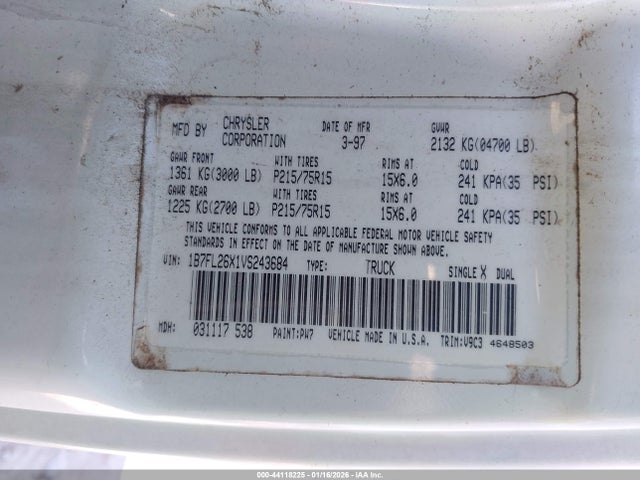 MFD BY CHRYSLER CORPORATION DATE OF MFR 3-97 GVWR 2132 KG(04700 LB)
GAWR FRONT WITH TIRES RIMS AT COLD
1361 KG(3000 LB) P215/75R15 15X6.0 241 KPA(35 PSI)
GAWR REAR WITH TIRES RIMS AT COLD
1225 KG(2700 LB) P215/75R15 15X6.0 241 KPA(35 PSI)
THIS VEHICLE CONFORMS TO ALL APPLICABLE FEDERAL MOTOR VEHICLE SAFETY
STANDARDS IN EFFECT ON THE DATE OF MANUFACTURE SHOWN ABOVE.
VIN: 1B7FL26X1VS243684 TYPE: TRUCK SINGLE X DUAL
MDH: 031117 538 PAINT:PW7 VEHICLE MADE IN U.S.A. TRIM:V9C3 4648503
000-44118225 - 01/16/2026 - IAA Inc.